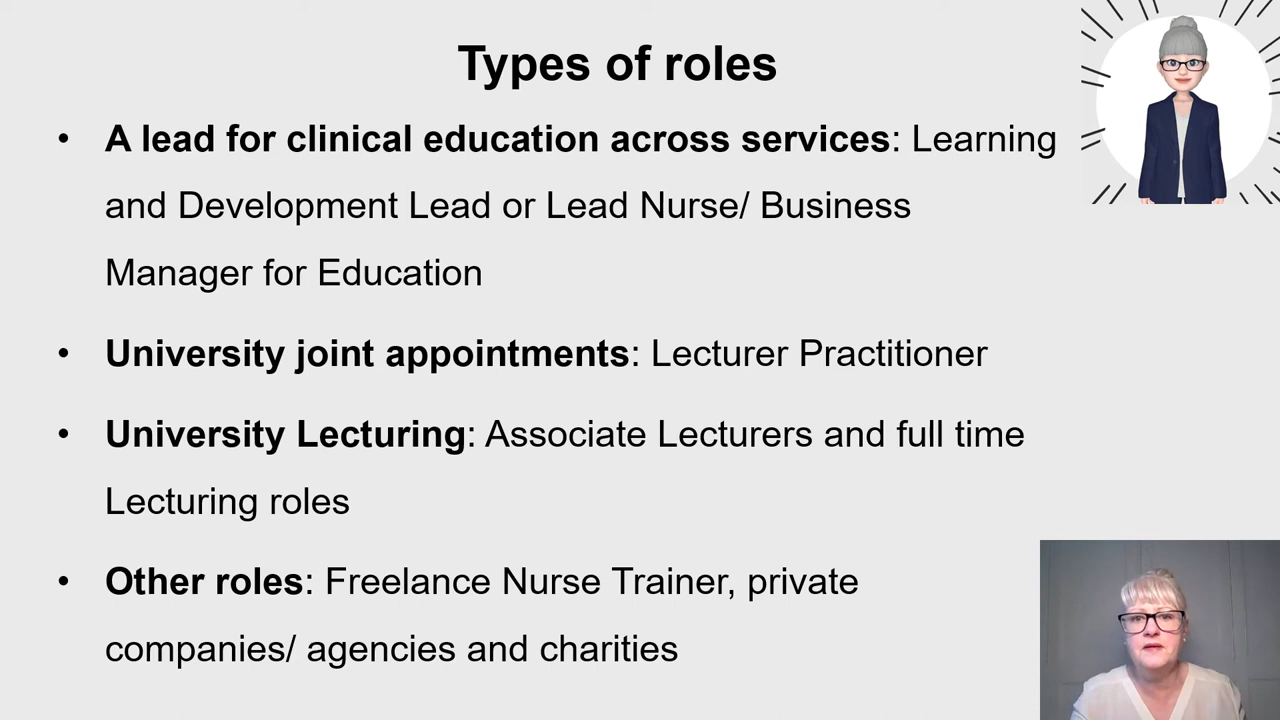 Types of roles
• A lead for clinical education across services: Learning
and Development Lead or Lead Nurse/ Business
Manager for Education
• University joint appointments: Lecturer Practitioner
• University Lecturing: Associate Lecturers and full time
Lecturing roles
• Other roles: Freelance Nurse Trainer, private
companies/ agencies and charities